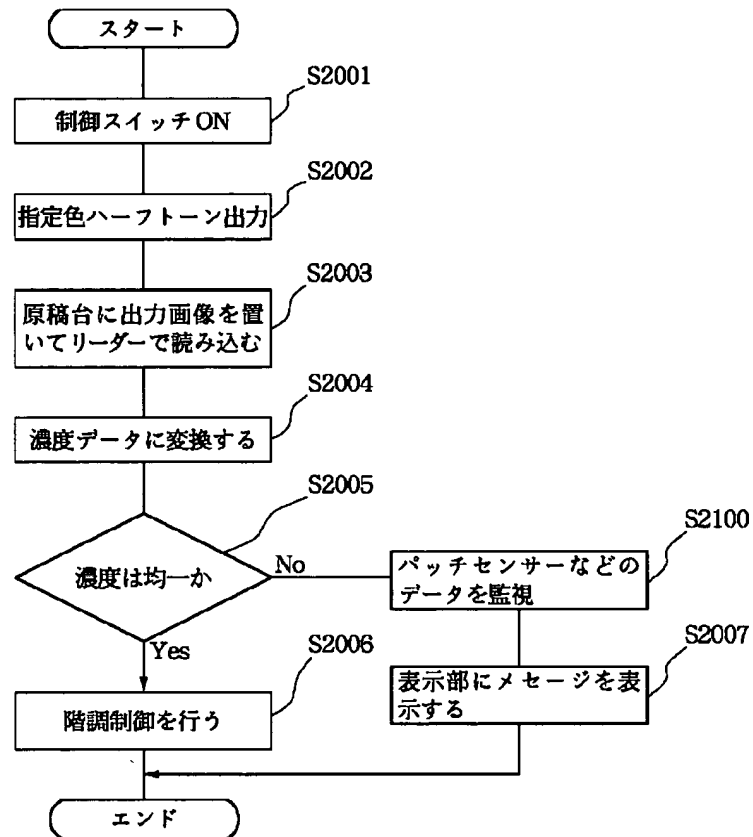 スタート
S2001
制御スイッチON
S2002
指定色ハーフトーン出力
S2003
原稿台に出力画像を置
いてリーダーで読み込む
S2004
濃度データに変換する
S2005
濃度は均一か
No
S2100
パッチセンサーなどの
データを監視
Yes
S2006
階調制御を行う
S2007
表示部にメセージを表
示する
エンド